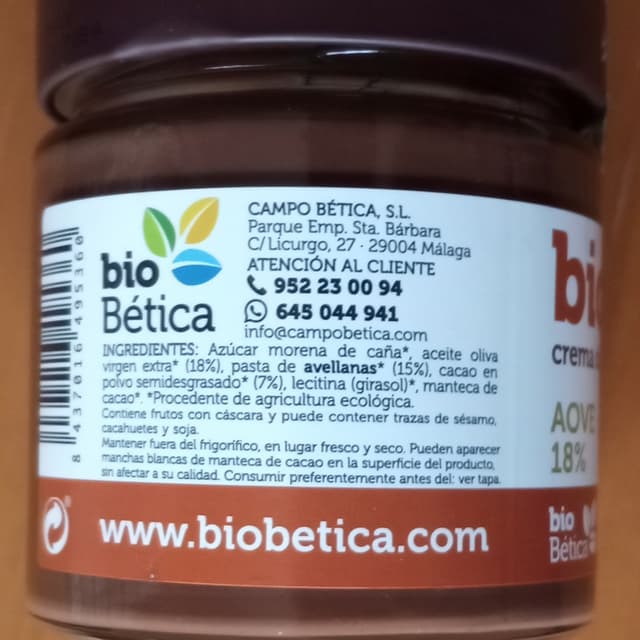 bio
Bética
CAMPO BÉTICA, S.L.
Parque Emp. Sta. Bárbara
C/Licurgo, 27 · 29004 Málaga
ATENCIÓN AL CLIENTE
952 23 00 94
645 044 941
info@campobetica.com
INGREDIENTES: Azúcar morena de caña*, aceite oliva
virgen extra* (18%), pasta de avellanas* (15%), cacao en
polvo semidesgrasado* (7%), lecitina (girasol)*, manteca de
cacao*. *Procedente de agricultura ecológica.
Contiene frutos con cáscara y puede contener trazas de sésamo,
cacahuetes y soja.
Mantener fuera del frigorífico, en lugar fresco y seco. Pueden aparecer
manchas blancas de manteca de cacao en la superficie del producto,
sin afectar a su calidad. Consumir preferentemente antes del: ver tapa.
8 437016 495360
www.biobetica.com
crema
AOVE
18%
bio
Bética